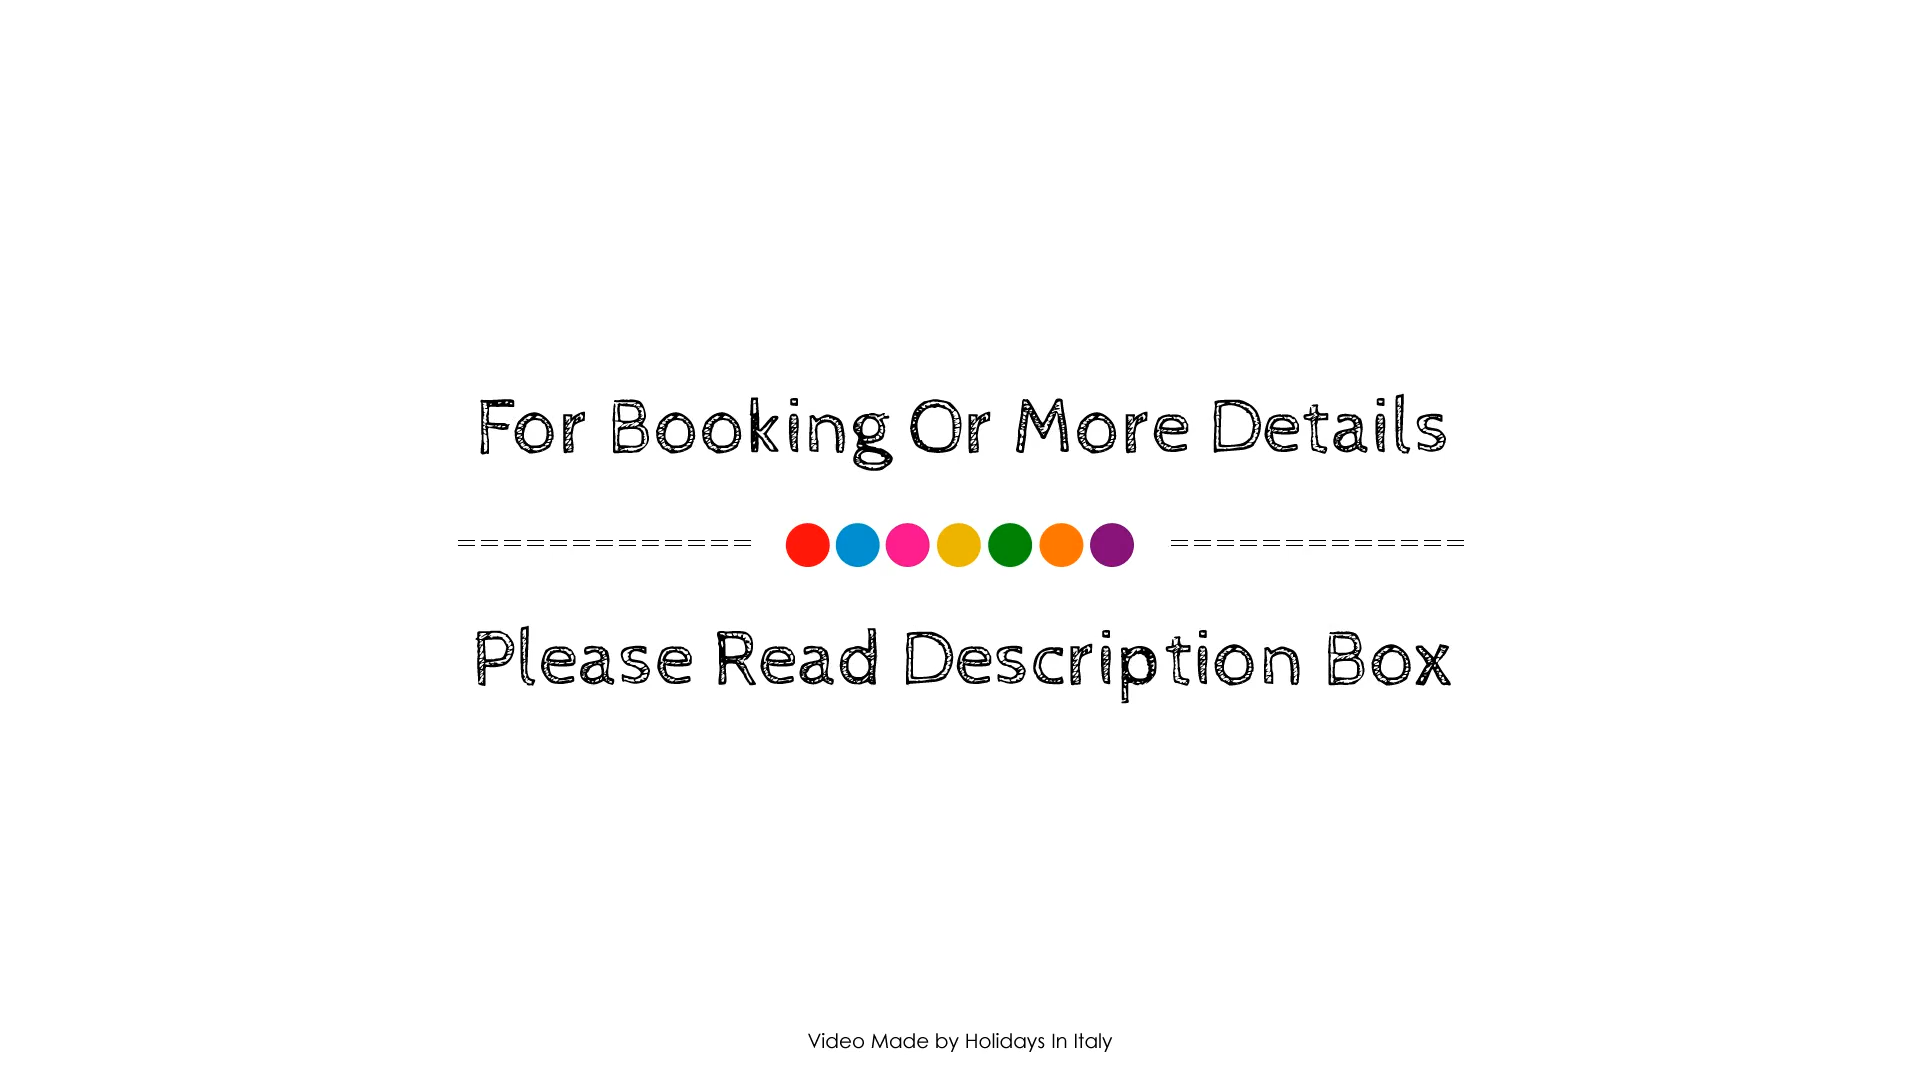 For Booking Or More Details
============= =============
Please Read Description Box
Video Made by Holidays In Italy